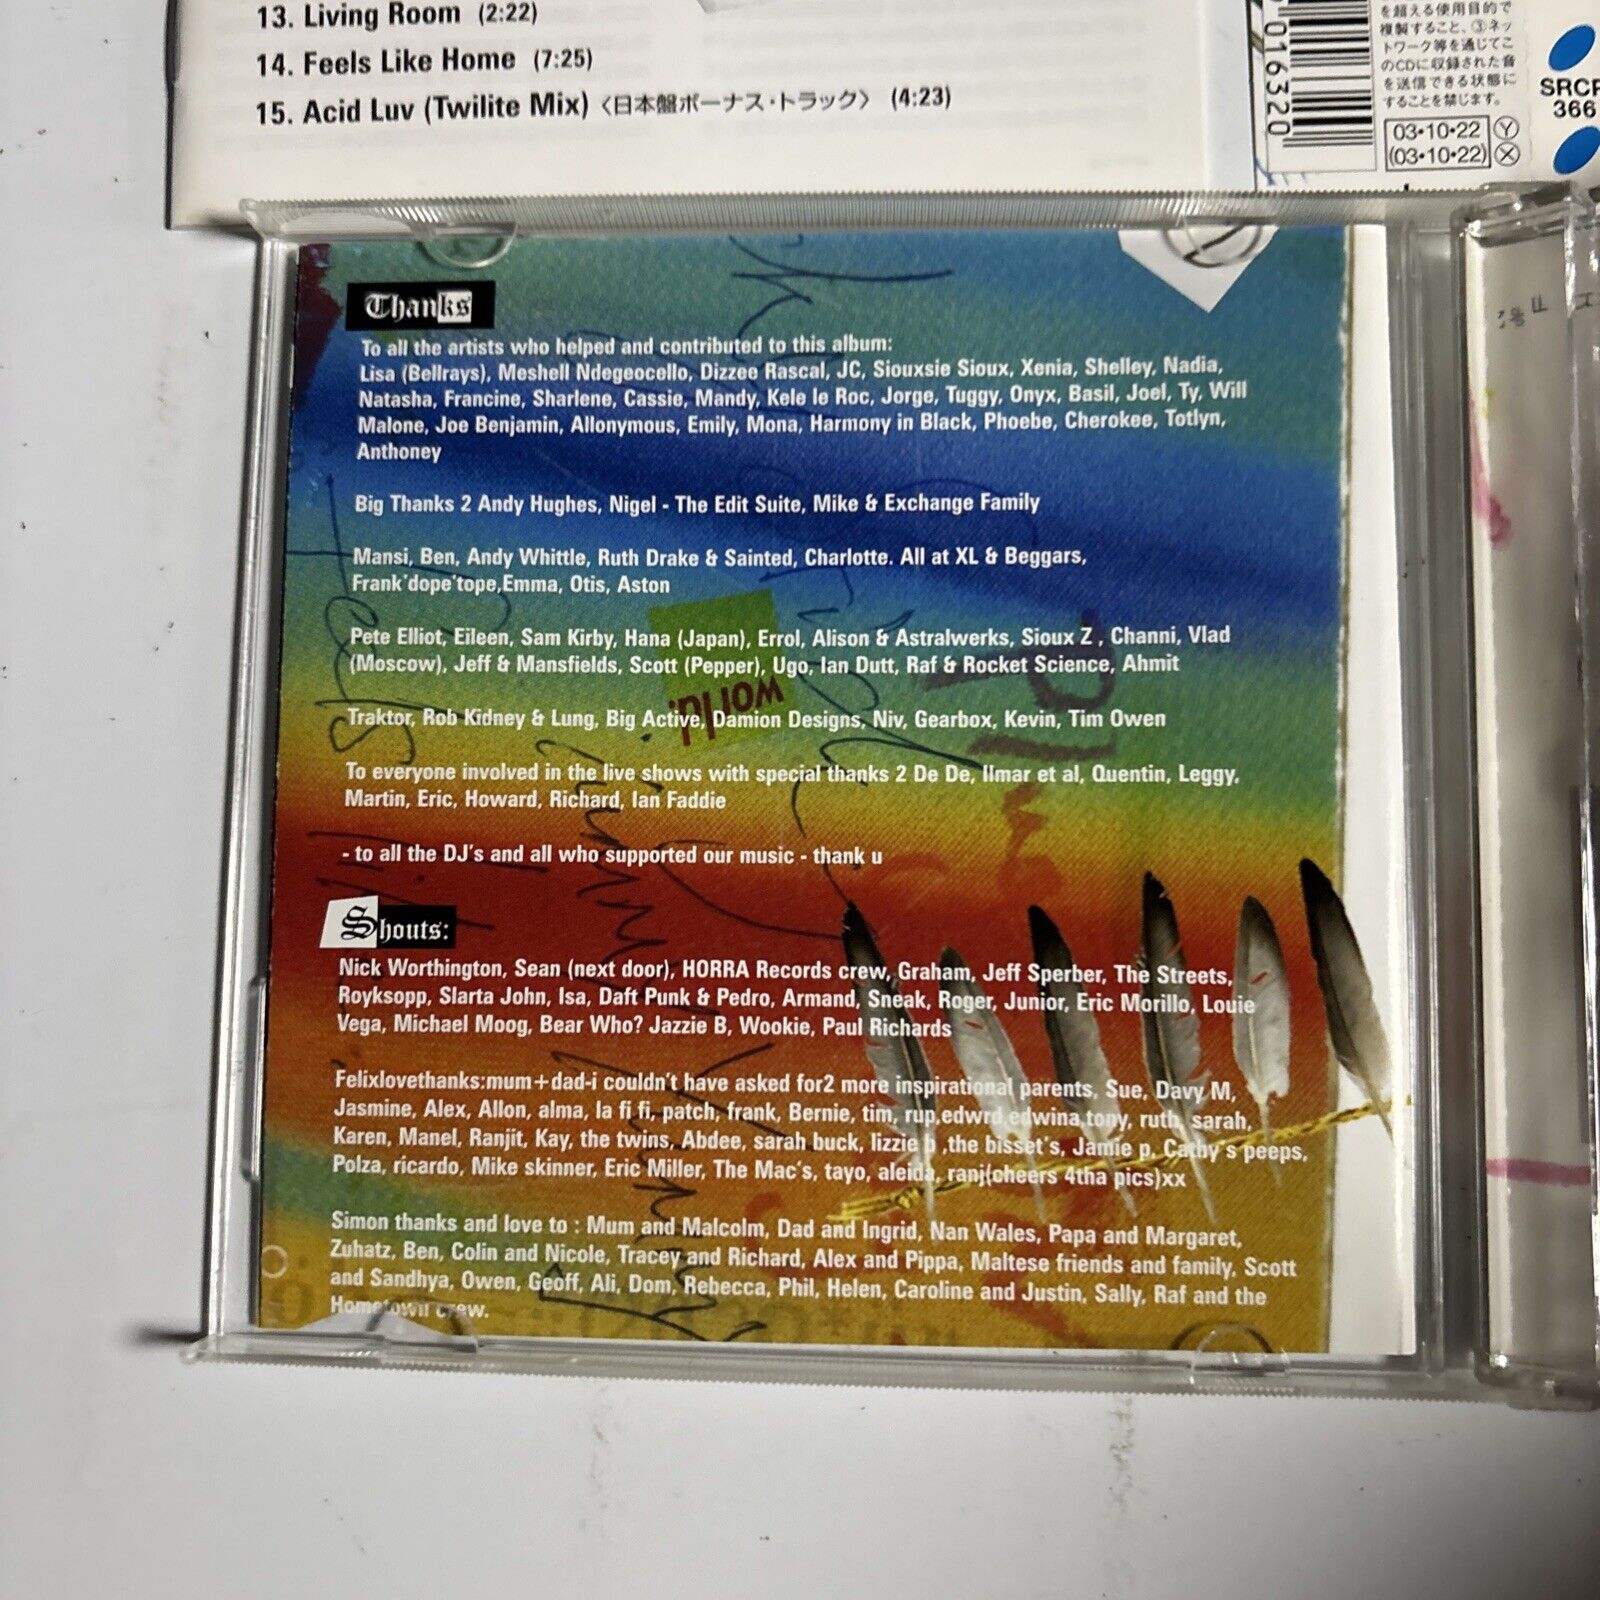 13. Living Room (2:22)
14. Feels Like Home (7:25)
15. Acid Luv (Twilite Mix) 〈日本盤ボーナス・トラック〉 (4:23)
016320
を超える使用目的で
複製すること、③ネッ
トワーク等を通じてこ
のCDに収録された音
を送信できる状態に
することを禁じます。
03•10•22 Ⓨ
(03•10•22) Ⓧ
SRCP
366
Thanks
To all the artists who helped and contributed to this album:
Lisa (Bellrays), Meshell Ndegeocello, Dizzee Rascal, JC, Siouxsie Sioux, Xenia, Shelley, Nadia,
Natasha, Francine, Sharlene, Cassie, Mandy, Kele le Roc, Jorge, Tuggy, Onyx, Basil, Joel, Ty, Will
Malone, Joe Benjamin, Allonymous, Emily, Mona, Harmony in Black, Phoebe, Cherokee, Totlyn,
Anthoney
Big Thanks 2 Andy Hughes, Nigel - The Edit Suite, Mike & Exchange Family
Mansi, Ben, Andy Whittle, Ruth Drake & Sainted, Charlotte. All at XL & Beggars,
Frank'dope'tope,Emma, Otis, Aston
Pete Elliot, Eileen, Sam Kirby, Hana (Japan), Errol, Alison & Astralwerks, Sioux Z , Channi, Vlad
(Moscow), Jeff & Mansfields, Scott (Pepper), Ugo, Ian Dutt, Raf & Rocket Science, Ahmit
world:
Traktor, Rob Kidney & Lung, Big Active, Damion Designs, Niv, Gearbox, Kevin, Tim Owen
To everyone involved in the live shows with special thanks 2 De De, Ilmar et al, Quentin, Leggy,
Martin, Eric, Howard, Richard, Ian Faddie
- to all the DJ's and all who supported our music - thank u
Shouts:
Nick Worthington, Sean (next door), HORRA Records crew, Graham, Jeff Sperber, The Streets,
Royksopp, Slarta John, Isa, Daft Punk & Pedro, Armand, Sneak, Roger, Junior, Eric Morillo, Louie
Vega, Michael Moog, Bear Who? Jazzie B, Wookie, Paul Richards
Felixlovethanks:mum+dad-i couldn't have asked for2 more inspirational parents, Sue, Davy M,
Jasmine, Alex, Allon, alma, la fi fi, patch, frank, Bernie, tim, rup,edwrd,edwina,tony, ruth, sarah,
Karen, Manel, Ranjit, Kay, the twins, Abdee, sarah buck, lizzie b ,the bisset's, Jamie p, Cathy's peeps,
Polza, ricardo, Mike skinner, Eric Miller, The Mac's, tayo, aleida, ranj(cheers 4tha pics)xx
Simon thanks and love to : Mum and Malcolm, Dad and Ingrid, Nan Wales, Papa and Margaret,
Zuhatz, Ben, Colin and Nicole, Tracey and Richard, Alex and Pippa, Maltese friends and family, Scott
and Sandhya, Owen, Geoff, Ali, Dom, Rebecca, Phil, Helen, Caroline and Justin, Sally, Raf and the
Hometown crew.